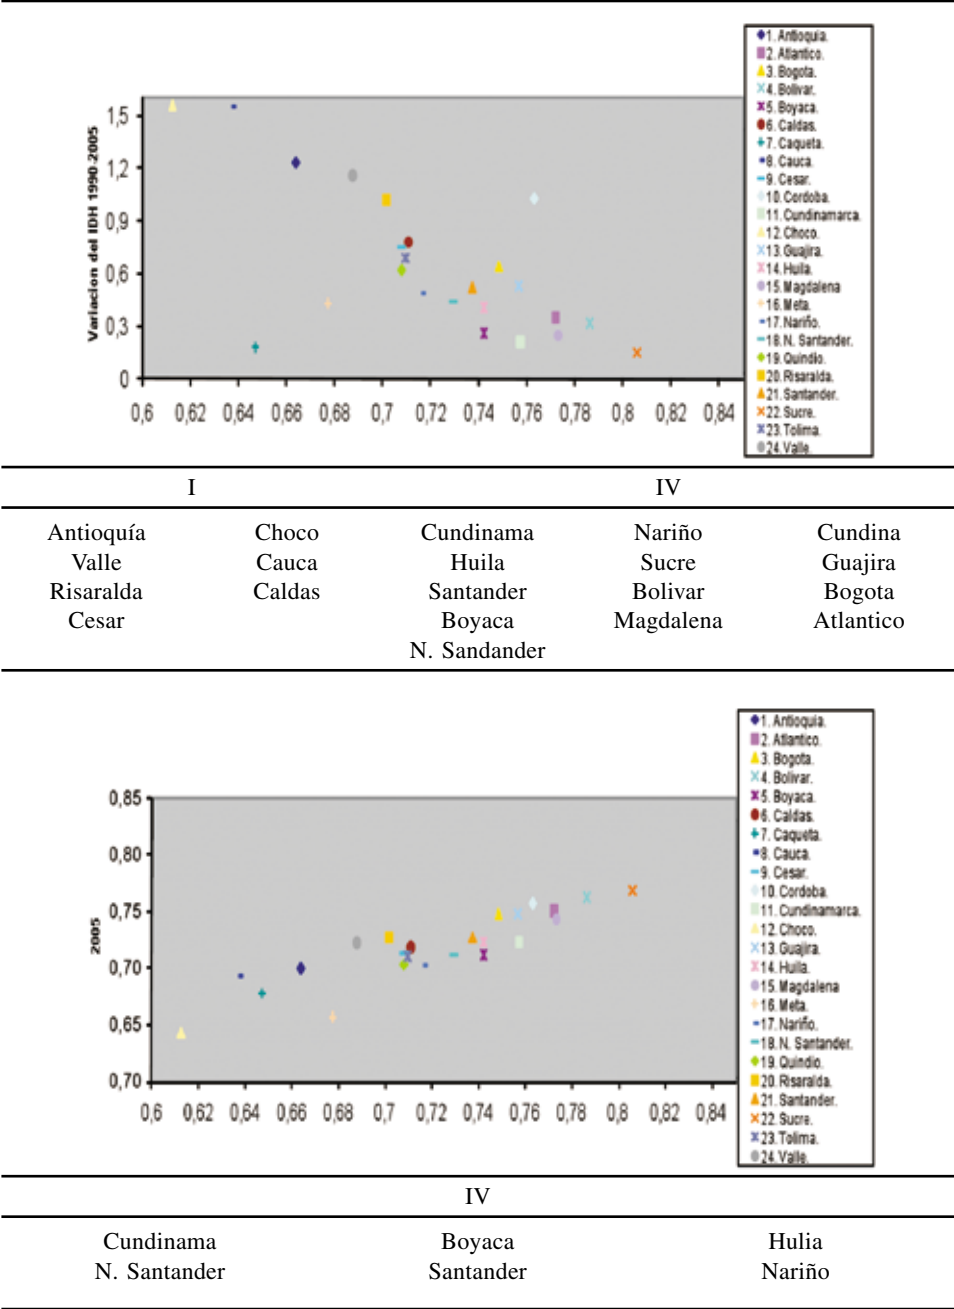 1. Antioquia.
2. Atlantico.
3. Bogota.
4. Bolivar.
5. Boyaca.
6. Caldas.
7. Caqueta.
8. Cauca.
9. Cesar.
10. Cordoba.
11. Cundinamarca.
12. Choco.
13. Guajira.
14. Huila.
15. Magdalena
16. Meta.
17. Nariño.
18. N. Santander.
19. Quindio.
20. Risaralda.
21. Santander.
22. Sucre.
23. Tolima.
24. Valle.
Variacion del IDH 1990-2005
1,5
1,2
0,9
0,6
0,3
0
0,6 0,62 0,64 0,66 0,68 0,7 0,72 0,74 0,76 0,78 0,8 0,82 0,84
I IV
Antioquía Choco Cundinama Nariño Cundina
Valle Cauca Huila Sucre Guajira
Risaralda Caldas Santander Bolivar Bogota
Cesar Boyaca Magdalena Atlantico
N. Sandander
1. Antioquia.
2. Atlantico.
3. Bogota.
4. Bolivar.
5. Boyaca.
6. Caldas.
7. Caqueta.
8. Cauca.
9. Cesar.
10. Cordoba.
11. Cundinamarca.
12. Choco.
13. Guajira.
14. Huila.
15. Magdalena
16. Meta.
17. Nariño.
18. N. Santander.
19. Quindio.
20. Risaralda.
21. Santander.
22. Sucre.
23. Tolima.
24. Valle.
2005
0,85
0,80
0,75
0,70
0,65
0,70
0,6 0,62 0,64 0,66 0,68 0,7 0,72 0,74 0,76 0,78 0,8 0,82 0,84
IV
Cundinama Boyaca Hulia
N. Santander Santander Nariño